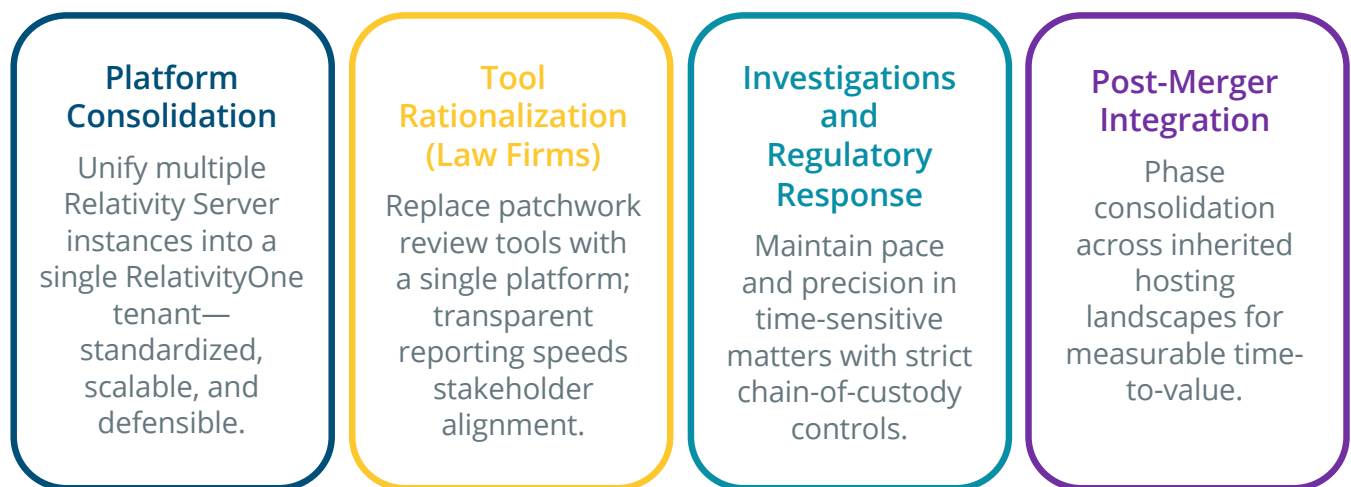 Platform
Consolidation
Unify multiple
Relativity Server
instances into a
single RelativityOne
tenant—
standardized,
scalable, and
defensible.
Tool
Rationalization
(Law Firms)
Replace patchwork
review tools with
a single platform;
transparent
reporting speeds
stakeholder
alignment.
Investigations
and
Regulatory
Response
Maintain pace
and precision in
time-sensitive
matters with strict
chain-of-custody
controls.
Post-Merger
Integration
Phase
consolidation
across inherited
hosting
landscapes for
measurable time-
to-value.